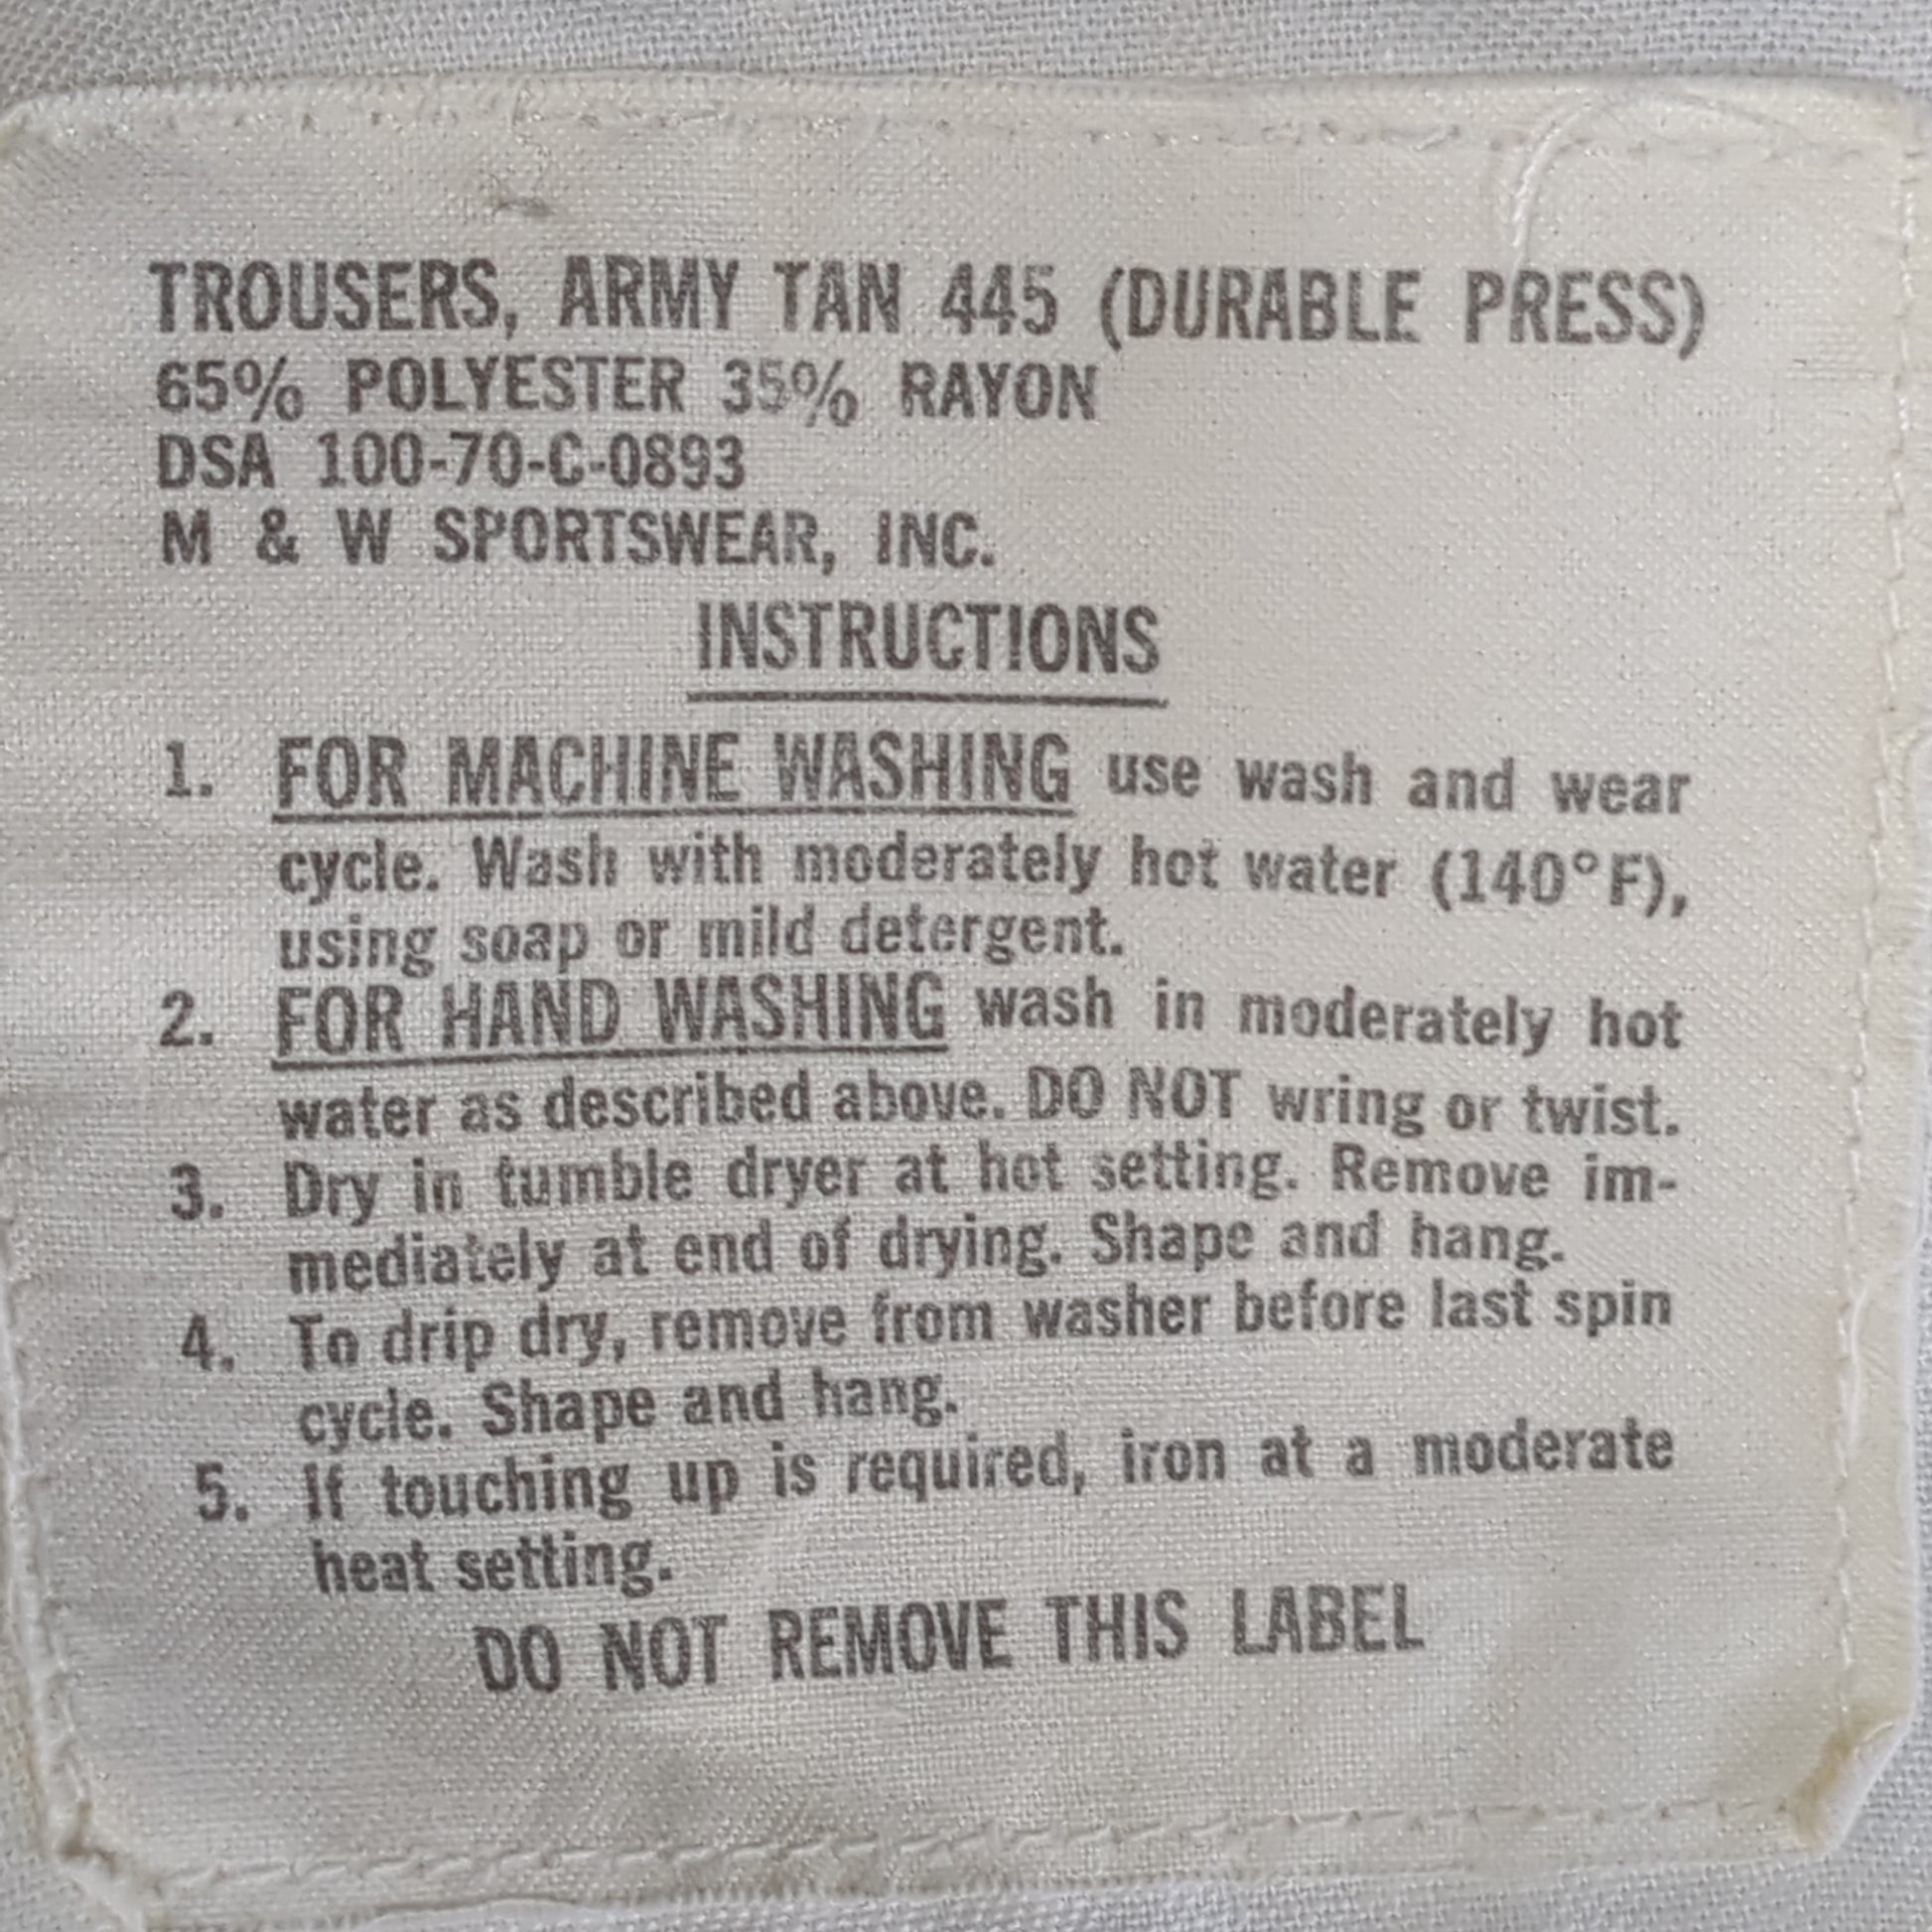 TROUSERS, ARMY TAN 445 (DURABLE PRESS)
65% POLYESTER 35% RAYON
DSA 100-70-C-0893
M & W SPORTSWEAR, INC.
INSTRUCTIONS
1. FOR MACHINE WASHING use wash and wear
cycle. Wash with moderately hot water (140°F),
using soap or mild detergent.
2. FOR HAND WASHING wash in moderately hot
water as described above. DO NOT wring or twist.
3. Dry in tumble dryer at hot setting. Remove im-
mediately at end of drying. Shape and hang.
4. To drip dry, remove from washer before last spin
cycle. Shape and hang.
5. If touching up is required, iron at a moderate
heat setting.
DO NOT REMOVE THIS LABEL